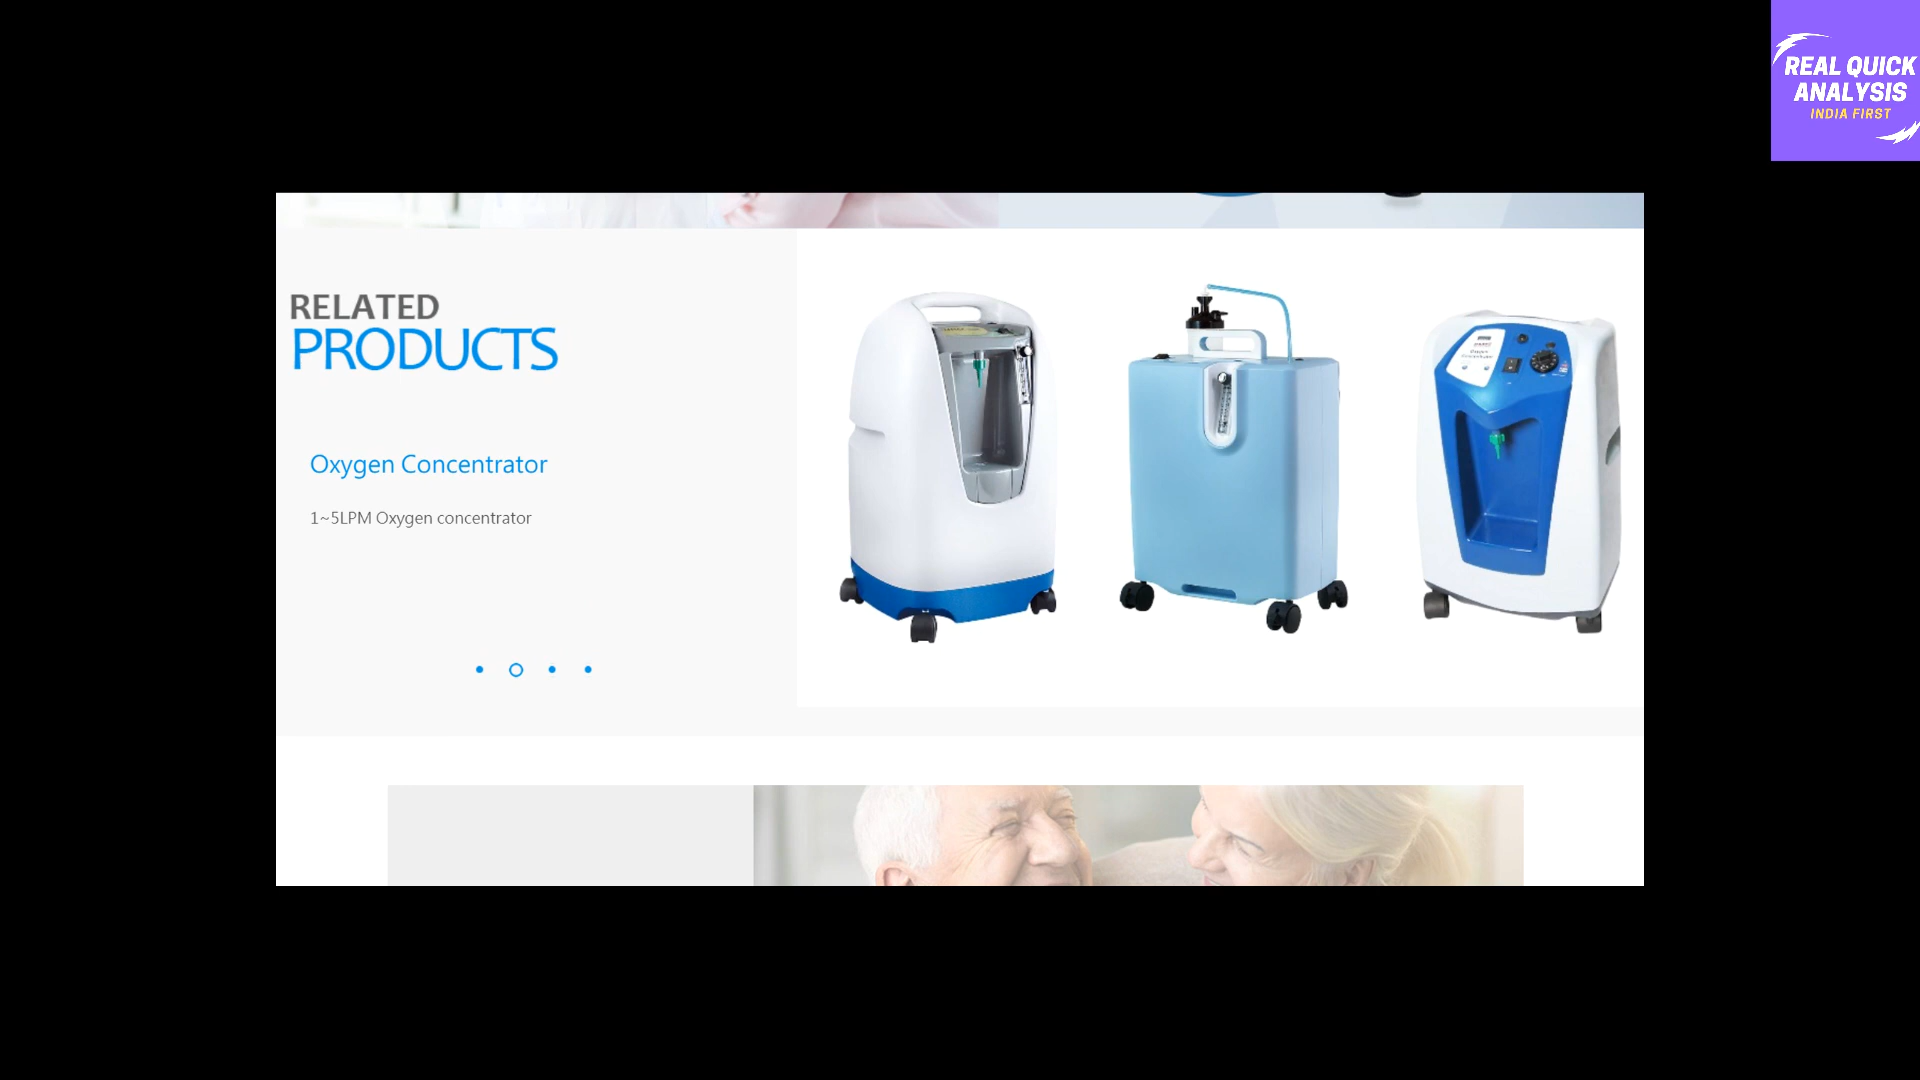 REAL QUICK
ANALYSIS
INDIA FIRST
RELATED
PRODUCTS
Oxygen Concentrator
1~5LPM Oxygen concentrator